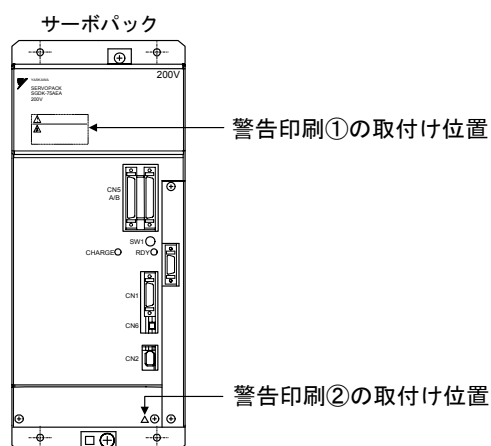 サーボパック
200V
YASKAWA
SERVOPACK
SGDK-75AEA
200V
警告印刷①の取付け位置
CN5
A/B
SW1
CHARGE RDY
CN1
CN6
CN2
警告印刷②の取付け位置